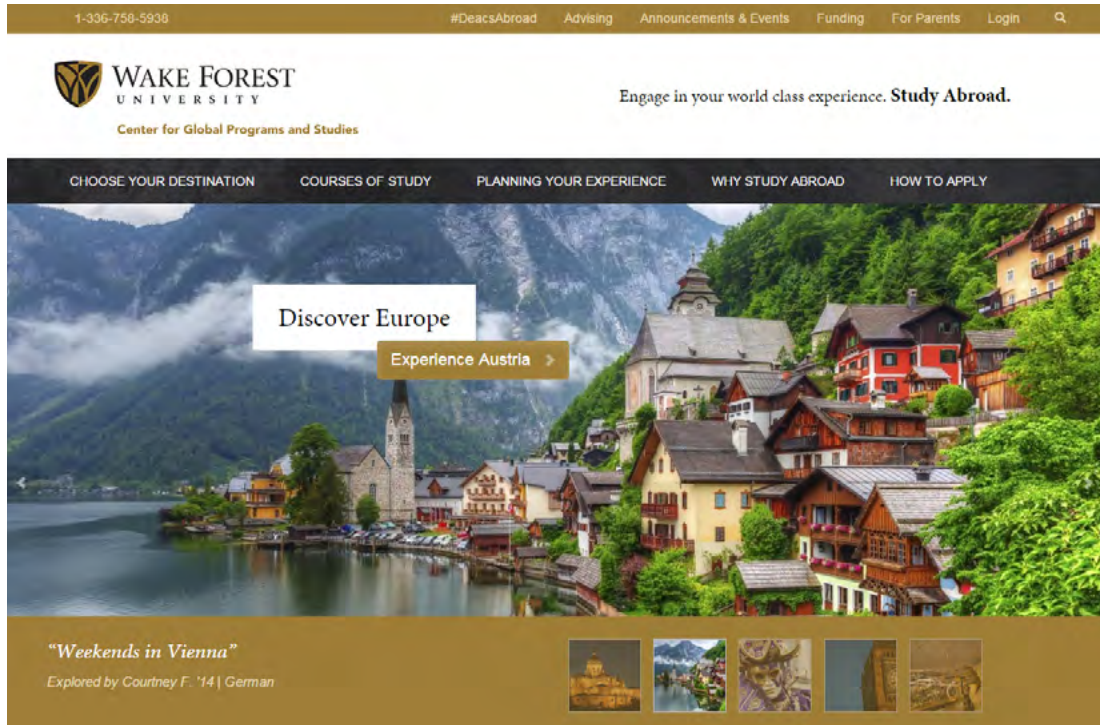 1-336-758-5938 #DeacsAbroad Advising Announcements & Events Funding For Parents Login
WAKE FOREST
UNIVERSITY
Center for Global Programs and Studies
Engage in your world class experience. Study Abroad.
CHOOSE YOUR DESTINATION COURSES OF STUDY PLANNING YOUR EXPERIENCE WHY STUDY ABROAD HOW TO APPLY
Discover Europe
Experience Austria
“Weekends in Vienna”
Explored by Courtney F. '14 | German